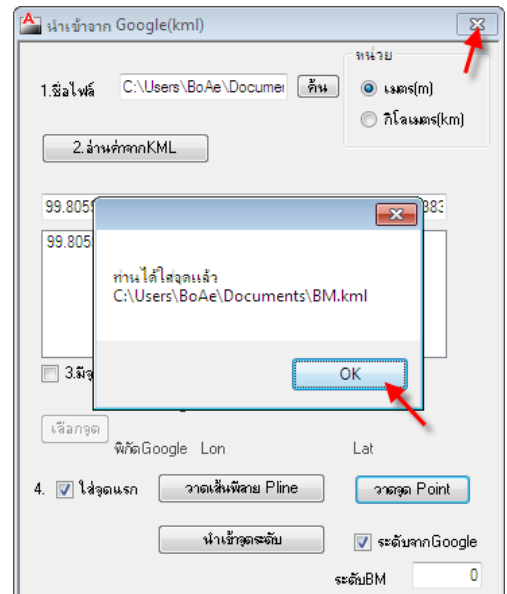 นำเข้าจาก Google(kml)
หน่วย
1.ชื่อไฟล์ C:\Users\BoAe\Documer ค้น
เมตร(m)
กิโลเมตร(km)
2.อ่านค่าจากKML
99.8059 383
99.805
ท่านได้ใส่จุดแล้ว
C:\Users\BoAe\Documents\BM.kml
OK
3.มีจุ
เลือกจุด
พิกัดGoogle Lon Lat
4. ใส่จุดแรก วาดเส้นพิลาย Pline วาดจุด Point
นำเข้าจุดระดับ ระดับจากGoogle
ระดับBM 0